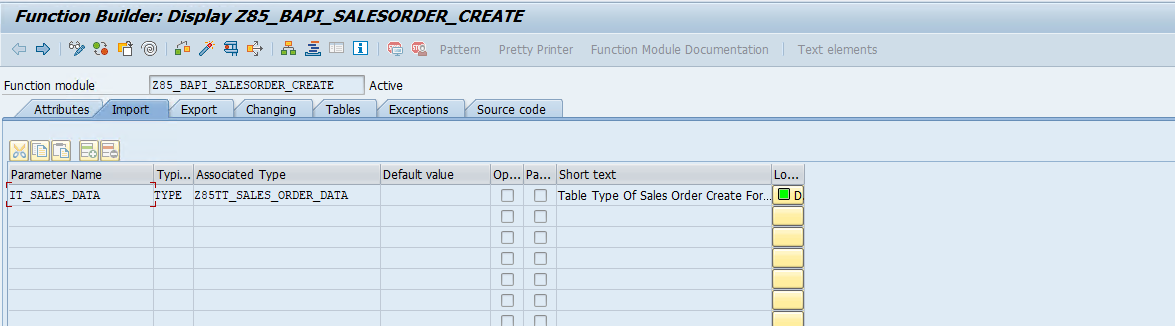 Function Builder: Display Z85_BAPI_SALESORDER_CREATE
Pattern Pretty Printer Function Module Documentation Text elements
Function module Z85_BAPI_SALESORDER_CREATE Active
Attributes Import Export Changing Tables Exceptions Source code
Parameter Name Typi... Associated Type Default value Op... Pa... Short text Lo...
IT_SALES_DATA TYPE Z85TT_SALES_ORDER_DATA Table Type Of Sales Order Create For... D